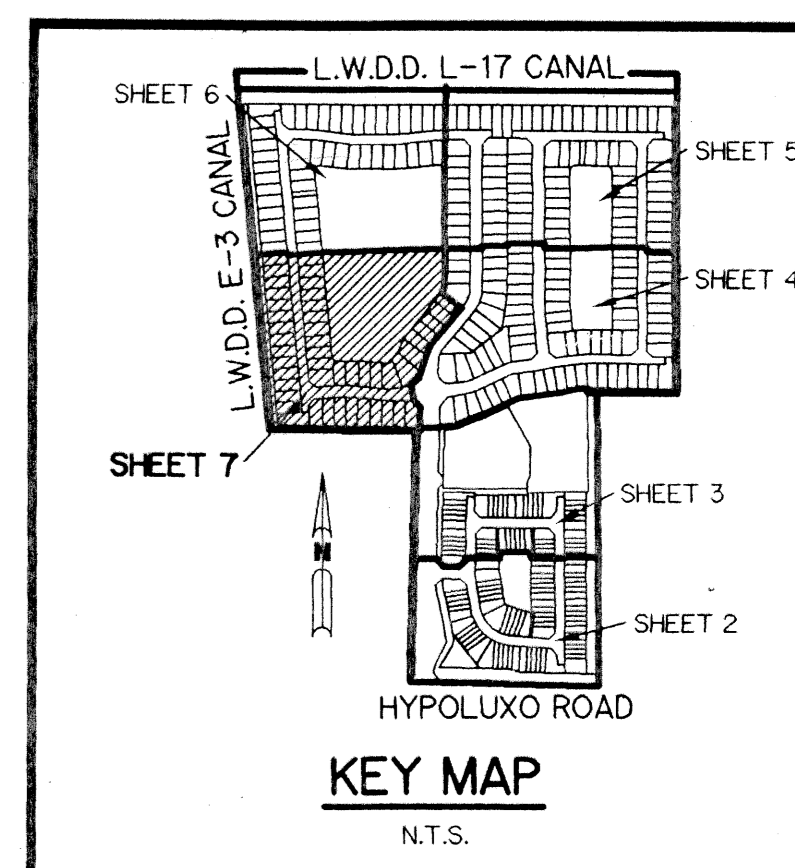 L.W.D.D. L-17 CANAL
SHEET 6
SHEET 5
L.W.D.D. E-3 CANAL
SHEET 4
SHEET 7
SHEET 3
N
SHEET 2
HYPOLUXO ROAD
KEY MAP
N.T.S.